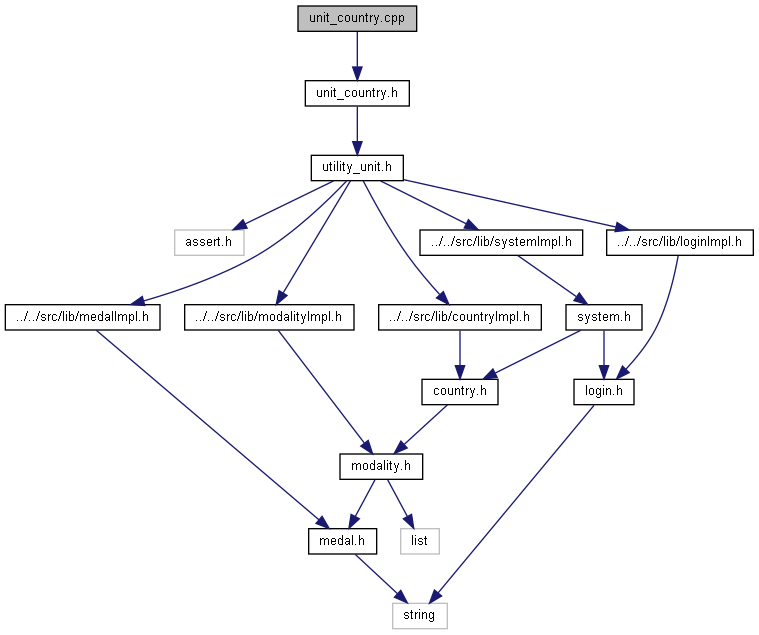 unit_country.cpp
unit_country.h
utility_unit.h
assert.h
../../src/lib/systemImpl.h
../../src/lib/loginImpl.h
../../src/lib/medalImpl.h
../../src/lib/modalityImpl.h
../../src/lib/countryImpl.h
system.h
country.h
login.h
modality.h
medal.h
list
string